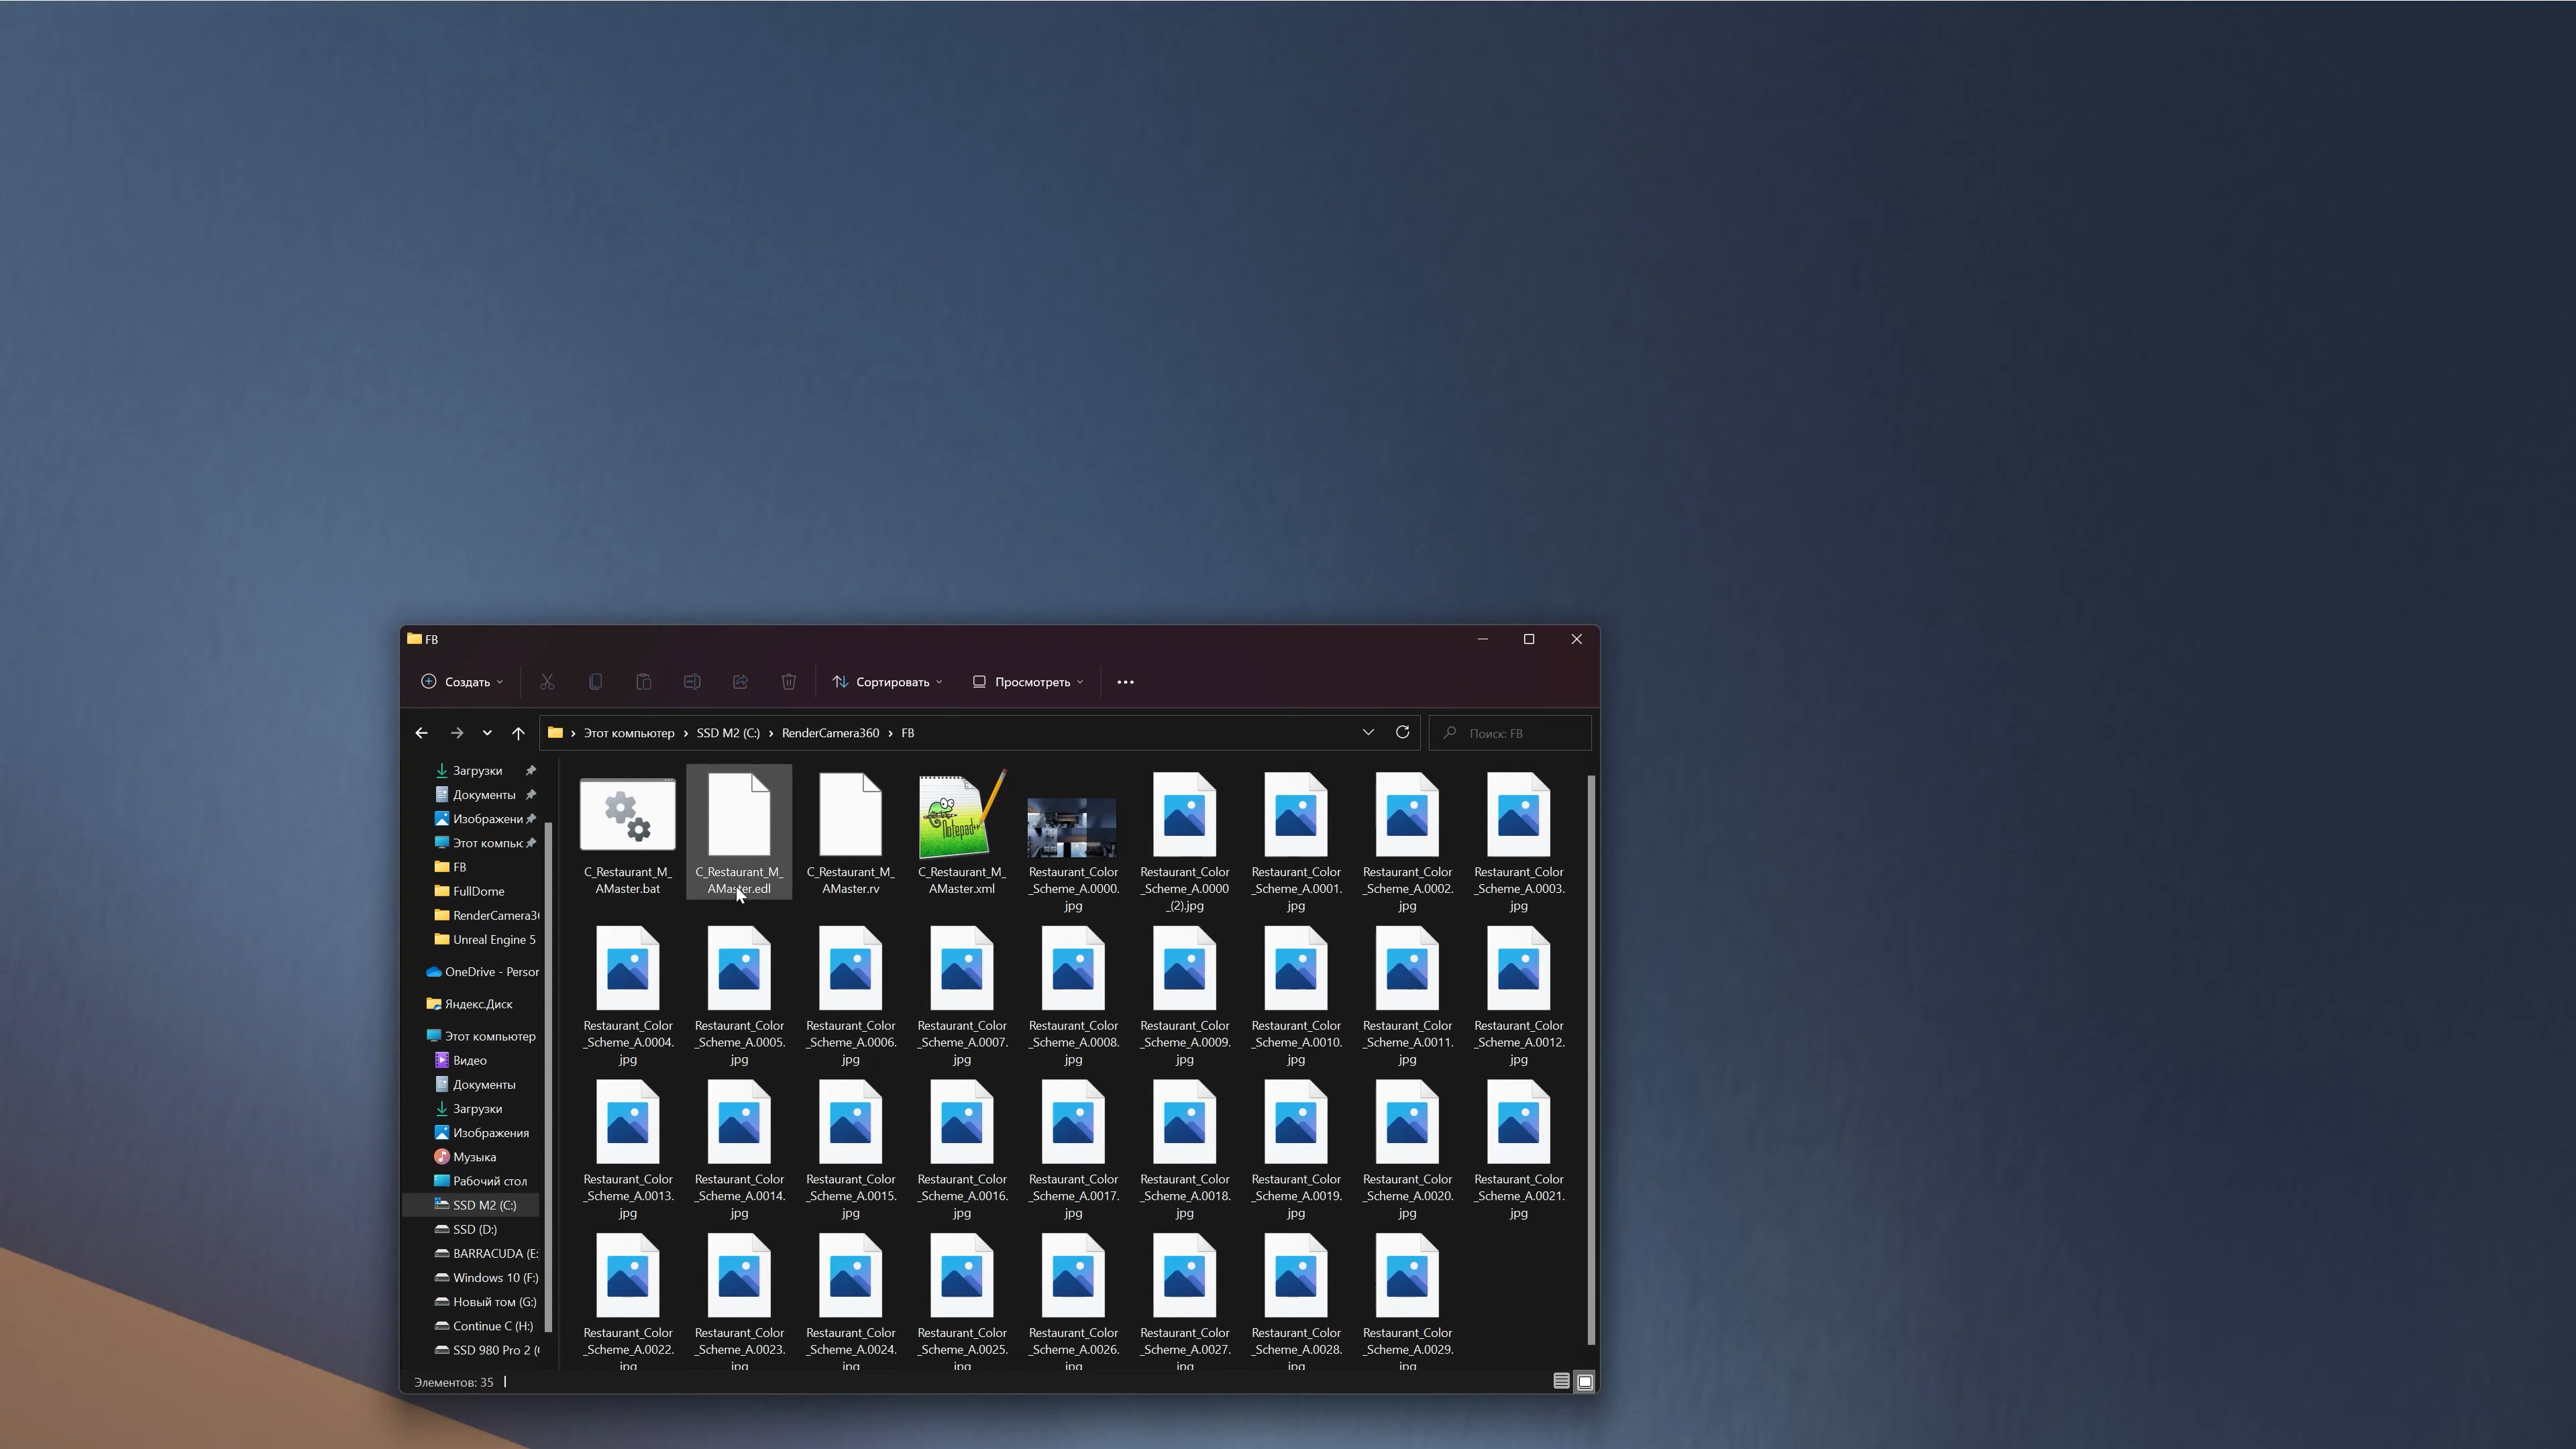 FB
Создать
Сортировать
Просмотреть
Этот компьютер › SSD M2 (C:) › RenderCamera360 › FB
Поиск: FB
Загрузки
Документы
Изображени
Этот компьк
FB
FullDome
RenderCamera3
Unreal Engine 5
OneDrive - Persor
Яндекс.Диск
Этот компьютер
Видео
Документы
Загрузки
Изображения
Музыка
Рабочий стол
SSD M2 (C:)
SSD (D:)
BARRACUDA (E:
Windows 10 (F:)
Новый том (G:)
Continue C (H:)
SSD 980 Pro 2 (
C_Restaurant_M_
AMaster.bat
C_Restaurant_M_
AMaster.edl
C_Restaurant_M_
AMaster.rv
Notepad++
C_Restaurant_M_
AMaster.xml
Restaurant_Color
_Scheme_A.0000.
jpg
Restaurant_Color
_Scheme_A.0000
_(2).jpg
Restaurant_Color
_Scheme_A.0001.
jpg
Restaurant_Color
_Scheme_A.0002.
jpg
Restaurant_Color
_Scheme_A.0003.
jpg
Restaurant_Color
_Scheme_A.0004.
jpg
Restaurant_Color
_Scheme_A.0005.
jpg
Restaurant_Color
_Scheme_A.0006.
jpg
Restaurant_Color
_Scheme_A.0007.
jpg
Restaurant_Color
_Scheme_A.0008.
jpg
Restaurant_Color
_Scheme_A.0009.
jpg
Restaurant_Color
_Scheme_A.0010.
jpg
Restaurant_Color
_Scheme_A.0011.
jpg
Restaurant_Color
_Scheme_A.0012.
jpg
Restaurant_Color
_Scheme_A.0013.
jpg
Restaurant_Color
_Scheme_A.0014.
jpg
Restaurant_Color
_Scheme_A.0015.
jpg
Restaurant_Color
_Scheme_A.0016.
jpg
Restaurant_Color
_Scheme_A.0017.
jpg
Restaurant_Color
_Scheme_A.0018.
jpg
Restaurant_Color
_Scheme_A.0019.
jpg
Restaurant_Color
_Scheme_A.0020.
jpg
Restaurant_Color
_Scheme_A.0021.
jpg
Restaurant_Color
_Scheme_A.0022.
jpg
Restaurant_Color
_Scheme_A.0023.
jpg
Restaurant_Color
_Scheme_A.0024.
jpg
Restaurant_Color
_Scheme_A.0025.
jpg
Restaurant_Color
_Scheme_A.0026.
jpg
Restaurant_Color
_Scheme_A.0027.
jpg
Restaurant_Color
_Scheme_A.0028.
jpg
Restaurant_Color
_Scheme_A.0029.
jpg
Элементов: 35